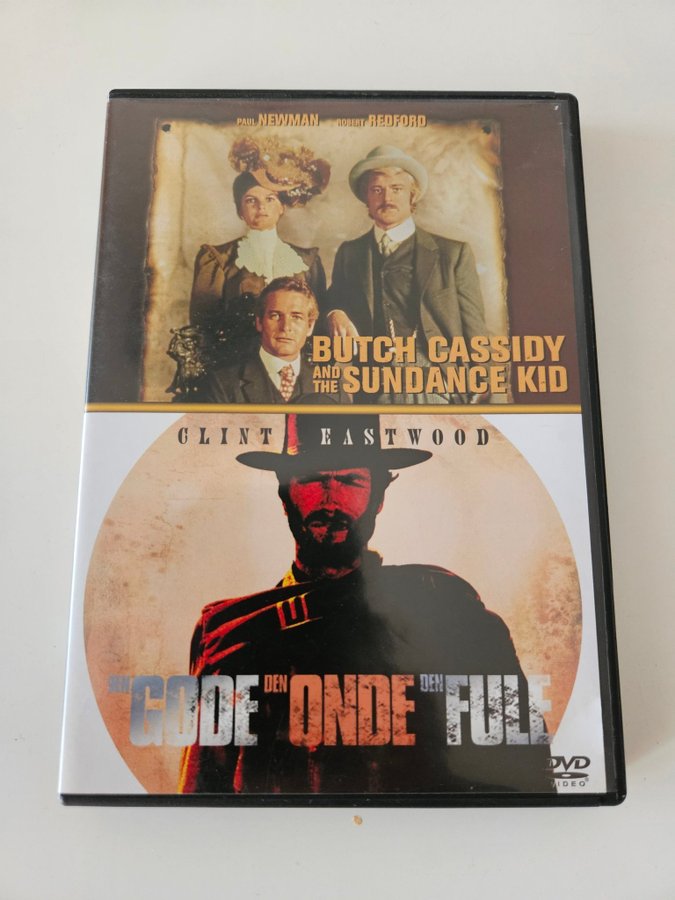 PAUL NEWMAN ROBERT REDFORD
BUTCH CASSIDY
AND THE SUNDANCE KID
CLINT EASTWOOD
DEN GODE DEN ONDE DEN FULE
DVD
VIDEO